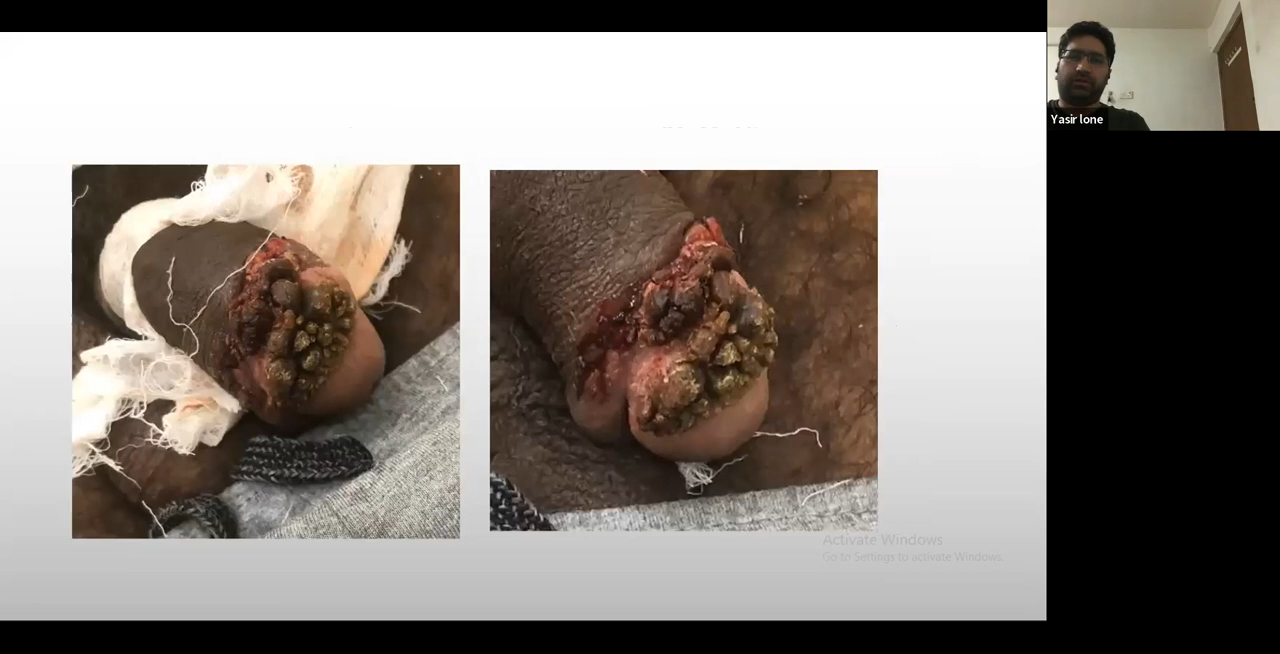 Yasir lone
Activate Windows
Go to Settings to activate Windows.